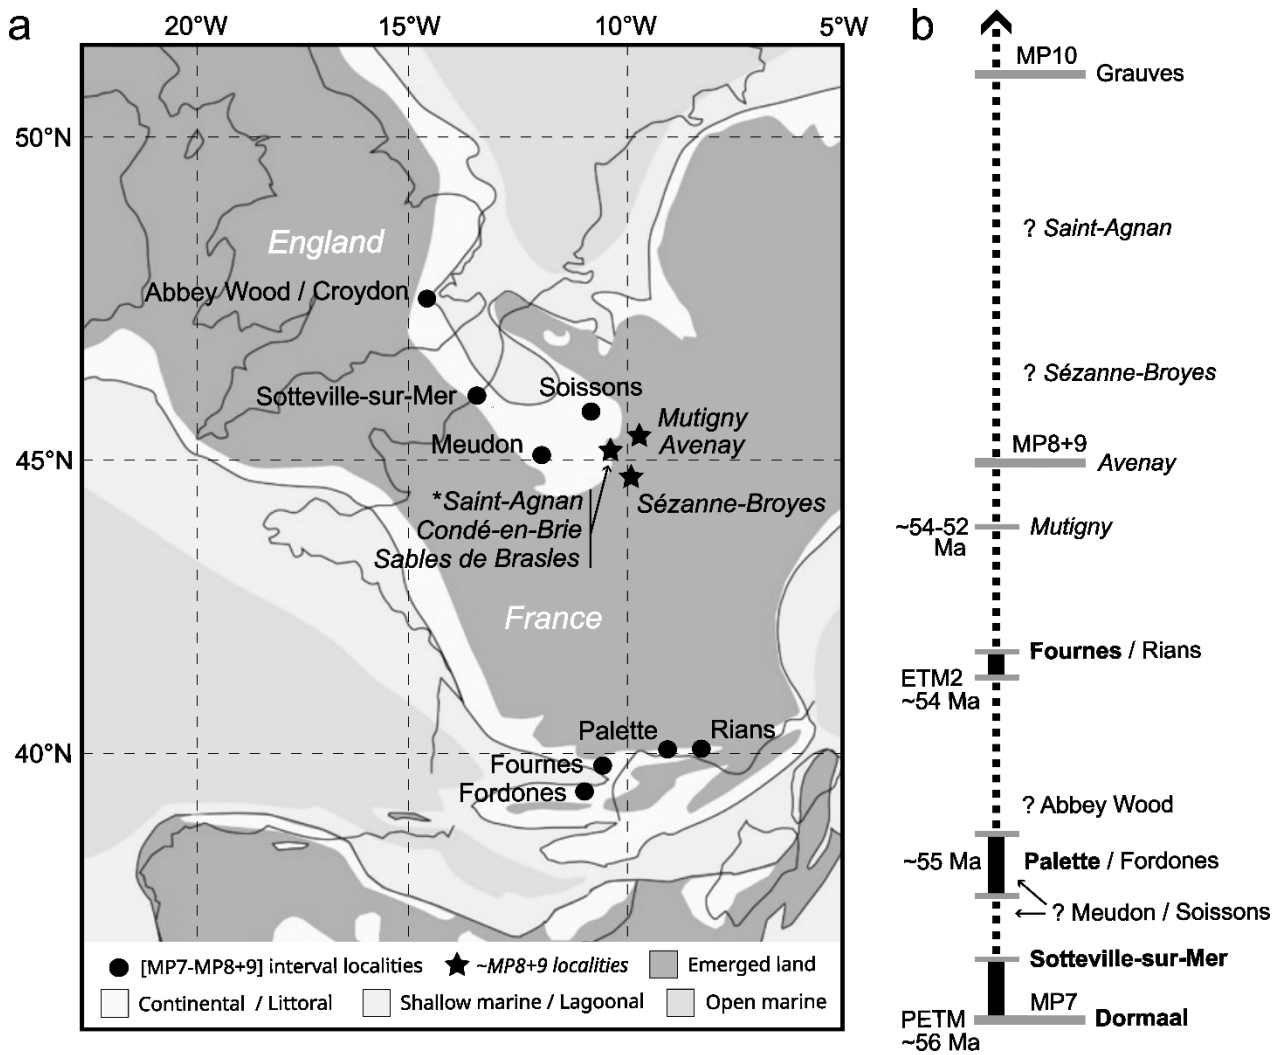 a
20°W 15°W 10°W 5°W
50°N
England
Abbey Wood / Croydon
Sotteville-sur-Mer
Soissons
Mutigny
Avenay
Meudon
45°N
*Saint-Agnan
Condé-en-Brie
Sables de Brasles
Sézanne-Broyes
France
Palette
Rians
40°N
Fournes
Fordones
[MP7-MP8+9] interval localities
~MP8+9 localities
Emerged land
Continental / Littoral
Shallow marine / Lagoonal
Open marine
b
MP10
Grauves
? Saint-Agnan
? Sézanne-Broyes
MP8+9
Avenay
~54-52
Ma
Mutigny
Fournes / Rians
ETM2
~54 Ma
? Abbey Wood
~55 Ma
Palette / Fordones
? Meudon / Soissons
Sotteville-sur-Mer
MP7
PETM
~56 Ma
Dormaal